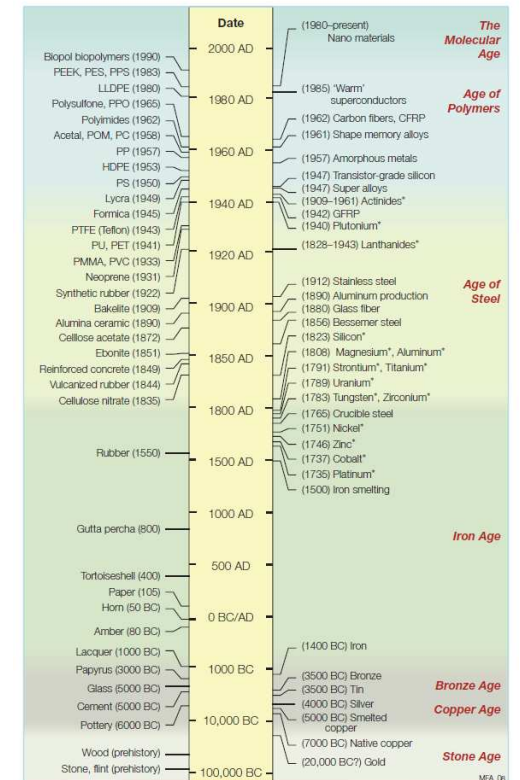 Date
2000 AD
1980 AD
1960 AD
1940 AD
1920 AD
1900 AD
1850 AD
1800 AD
1500 AD
1000 AD
500 AD
0 BC/AD
1000 BC
10,000 BC
100,000 BC
Biopol biopolymers (1990)
PEEK, PES, PPS (1983)
LLDPE (1980)
Polysulfone, PPO (1965)
Polyimides (1962)
Acetal, POM, PC (1958)
PP (1957)
HDPE (1953)
PS (1950)
Lycra (1949)
Formica (1945)
PTFE (Teflon) (1943)
PU, PET (1941)
PMMA, PVC (1933)
Neoprene (1931)
Synthetic rubber (1922)
Bakelite (1909)
Alumina ceramic (1890)
Celllose acetate (1872)
Ebonite (1851)
Reinforced concrete (1849)
Vulcanized rubber (1844)
Cellulose nitrate (1835)
Rubber (1550)
Gutta percha (800)
Tortoiseshell (400)
Paper (105)
Horn (50 BC)
Amber (80 BC)
Lacquer (1000 BC)
Papyrus (3000 BC)
Glass (5000 BC)
Cement (5000 BC)
Pottery (6000 BC)
Wood (prehistory)
Stone, flint (prehistory)
(1980–present)
Nano materials
(1985) ‘Warm’
superconductors
(1962) Carbon fibers, CFRP
(1961) Shape memory alloys
(1957) Amorphous metals
(1947) Transistor-grade silicon
(1947) Super alloys
(1909–1961) Actinides*
(1942) GFRP
(1940) Plutonium*
(1828–1943) Lanthanides*
(1912) Stainless steel
(1890) Aluminum production
(1880) Glass fiber
(1856) Bessemer steel
(1823) Silicon*
(1808) Magnesium*, Aluminum*
(1791) Strontium*, Titanium*
(1789) Uranium*
(1783) Tungsten*, Zirconium*
(1765) Crucible steel
(1751) Nickel*
(1746) Zinc*
(1737) Cobalt*
(1735) Platinum*
(1500) Iron smelting
(1400 BC) Iron
(3500 BC) Bronze
(3500 BC) Tin
(4000 BC) Silver
(5000 BC) Smelted
copper
(7000 BC) Native copper
(20,000 BC?) Gold
The
Molecular
Age
Age of
Polymers
Age of
Steel
Iron Age
Bronze Age
Copper Age
Stone Age